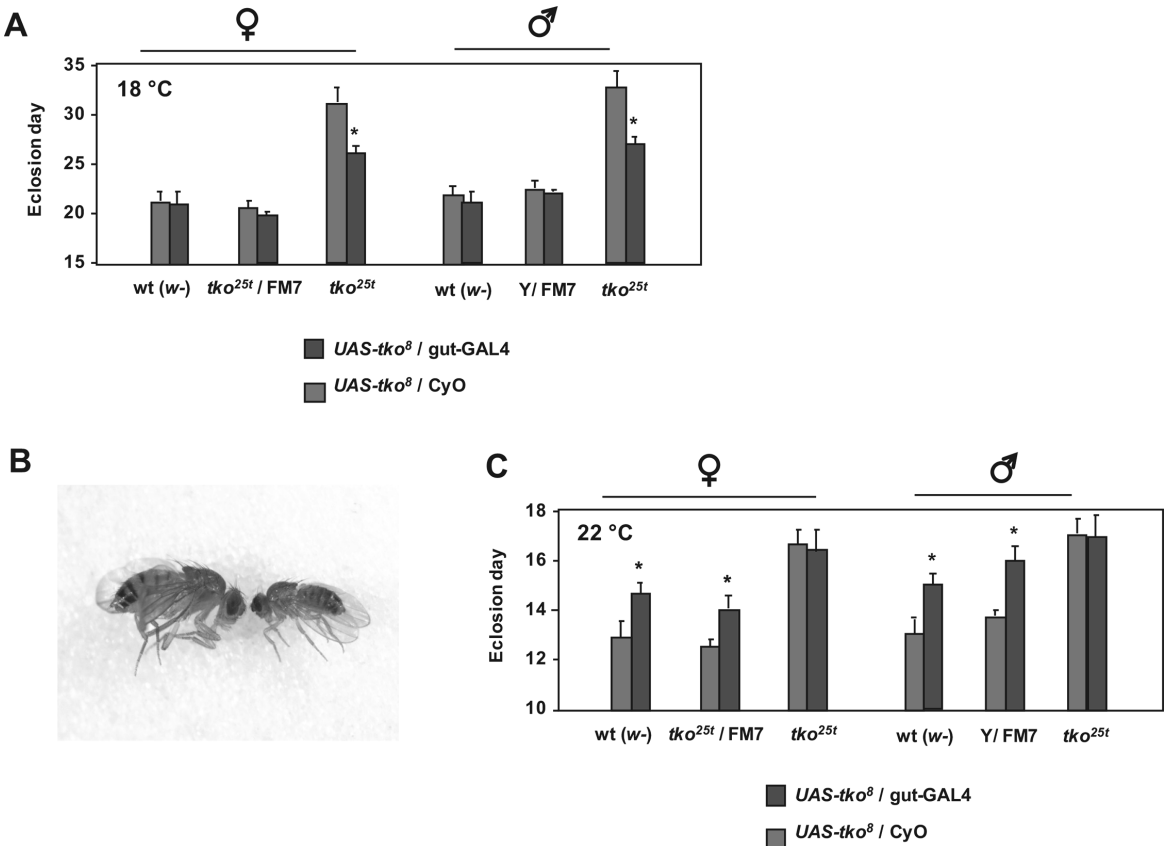 A
♀ ♂
35
30
25
20
15
Eclosion day
18 °C
* *
wt (w-) tko²⁵ᵗ / FM7 tko²⁵ᵗ wt (w-) Y/ FM7 tko²⁵ᵗ
UAS-tko⁸ / gut-GAL4
UAS-tko⁸ / CyO
B
C
♀ ♂
18
16
14
12
10
Eclosion day
22 °C
* * * *
wt (w-) tko²⁵ᵗ / FM7 tko²⁵ᵗ wt (w-) Y/ FM7 tko²⁵ᵗ
UAS-tko⁸ / gut-GAL4
UAS-tko⁸ / CyO